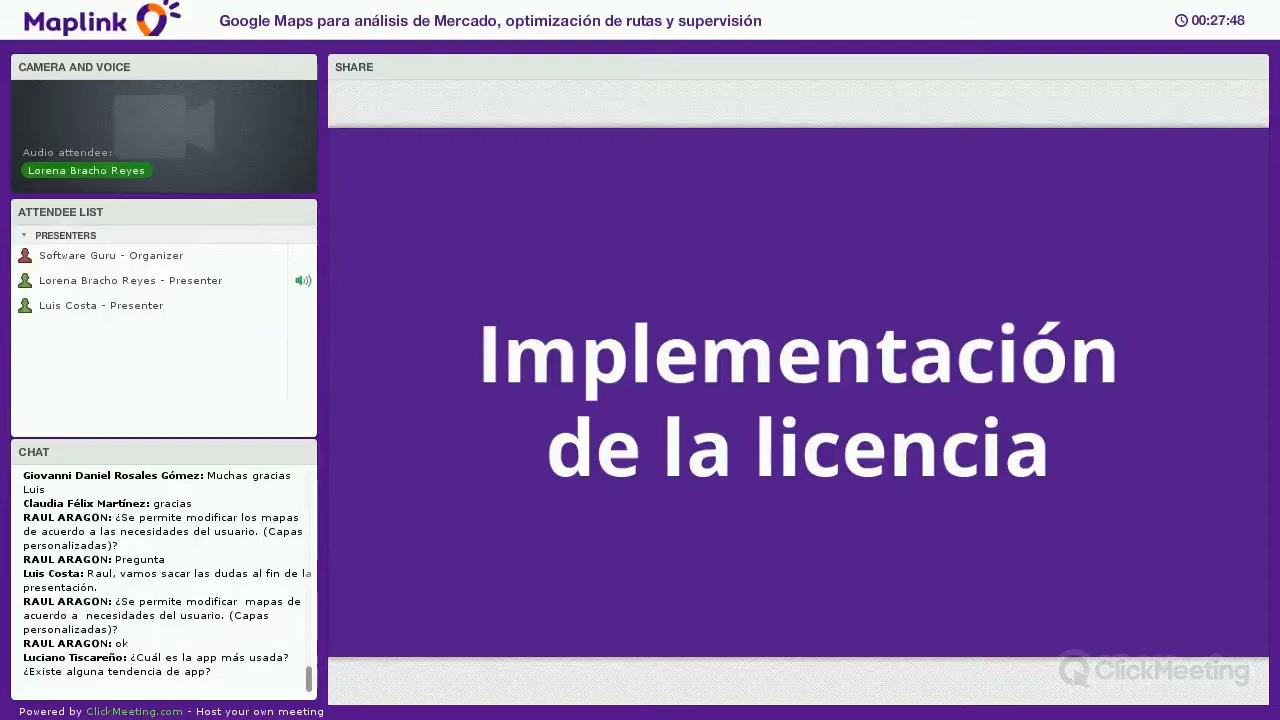 Maplink
Google Maps para análisis de Mercado, optimización de rutas y supervisión
00:27:48
CAMERA AND VOICE
Audio attendee:
Lorena Bracho Reyes
ATTENDEE LIST
PRESENTERS
Software Guru - Organizer
Lorena Bracho Reyes - Presenter
Luis Costa - Presenter
CHAT
Giovanni Daniel Rosales Gómez: Muchas gracias
Luis
Claudia Félix Martínez: gracias
RAUL ARAGON: ¿Se permite modificar los mapas
de acuerdo a las necesidades del usuario. (Capas
personalizadas)?
RAUL ARAGON: Pregunta
Luis Costa: Raul, vamos sacar las dudas al fin de la
presentación.
RAUL ARAGON: ¿Se permite modificar mapas de
acuerdo a necesidades del usuario. (Capas
personalizadas)?
RAUL ARAGON: ok
Luciano Tiscareño: ¿Cuál es la app más usada?
¿Existe alguna tendencia de app?
Powered by ClickMeeting.com - Host your own meeting
SHARE
Implementación
de la licencia
ClickMeeting